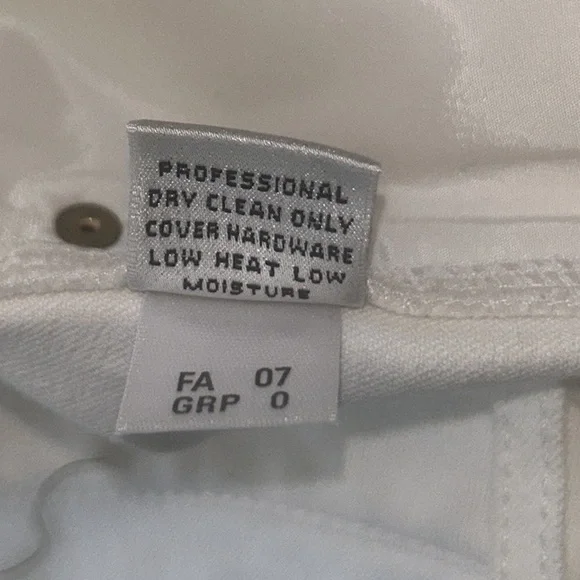 PROFESSIONAL
DRY CLEAN ONLY
COVER HARDWARE
LOW HEAT LOW
MOISTURE
FA 07
GRP 0